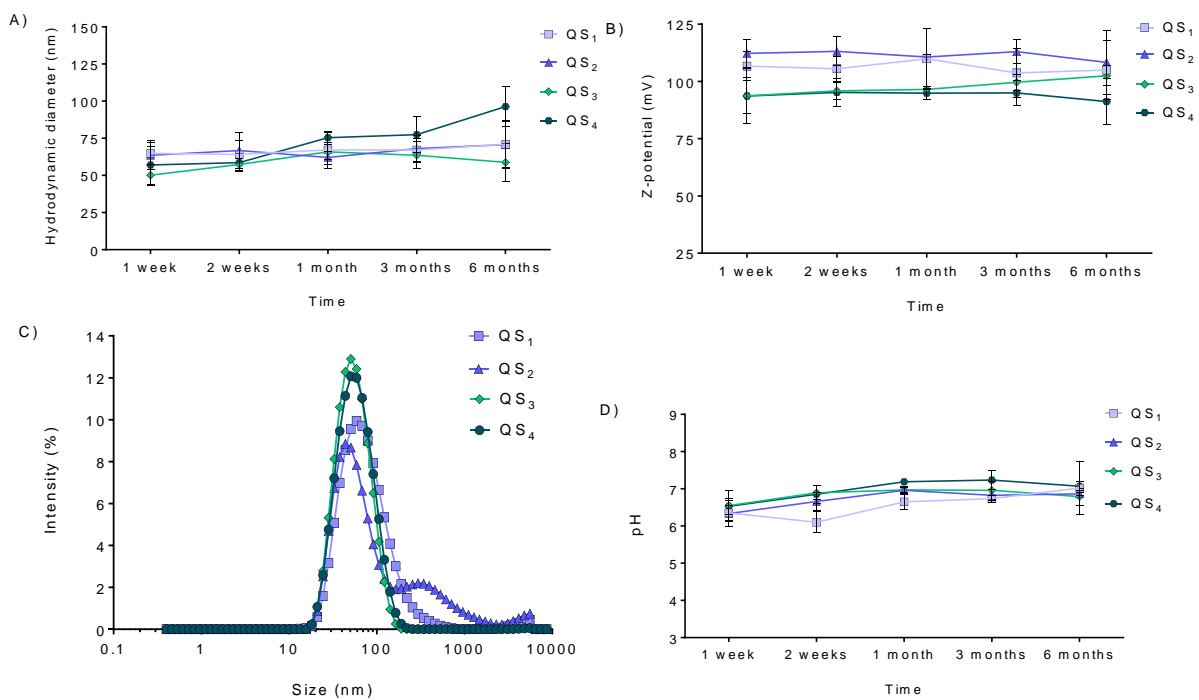 A)
Hydrodynamic diameter (nm)
150
125
100
75
50
25
0
1 week 2 weeks 1 month 3 months 6 months
Time
QS1
QS2
QS3
QS4
B)
Z-potential (mV)
125
100
75
50
25
1 week 2 weeks 1 month 3 months 6 months
Time
QS1
QS2
QS3
QS4
C)
Intensity (%)
14
12
10
8
6
4
2
0
0.1 1 10 100 1000 10000
Size (nm)
QS1
QS2
QS3
QS4
D)
pH
9
8
7
6
5
4
3
1 week 2 weeks 1 month 3 months 6 months
Time
QS1
QS2
QS3
QS4